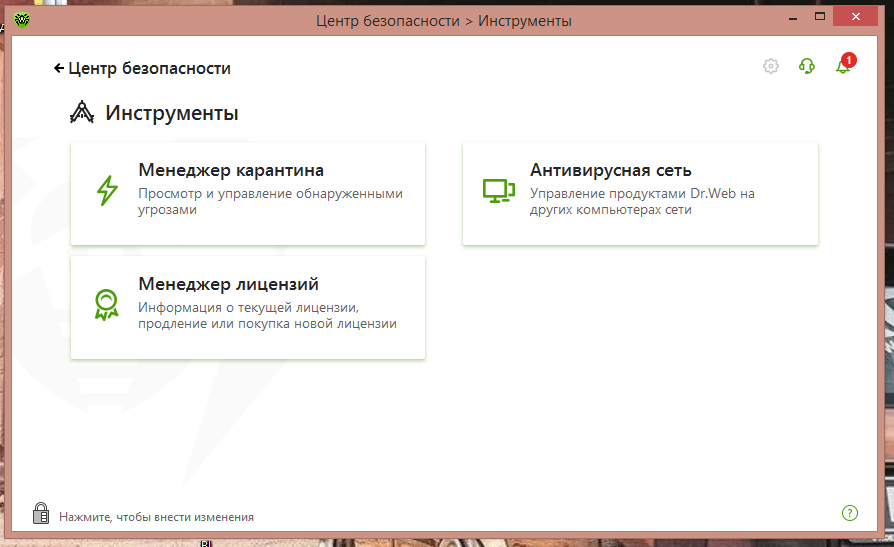 Центр безопасности > Инструменты
Центр безопасности
1
Инструменты
Менеджер карантина
Просмотр и управление обнаруженными
угрозами
Антивирусная сеть
Управление продуктами Dr.Web на
других компьютерах сети
Менеджер лицензий
Информация о текущей лицензии,
продление или покупка новой лицензии
Нажмите, чтобы внести изменения
?